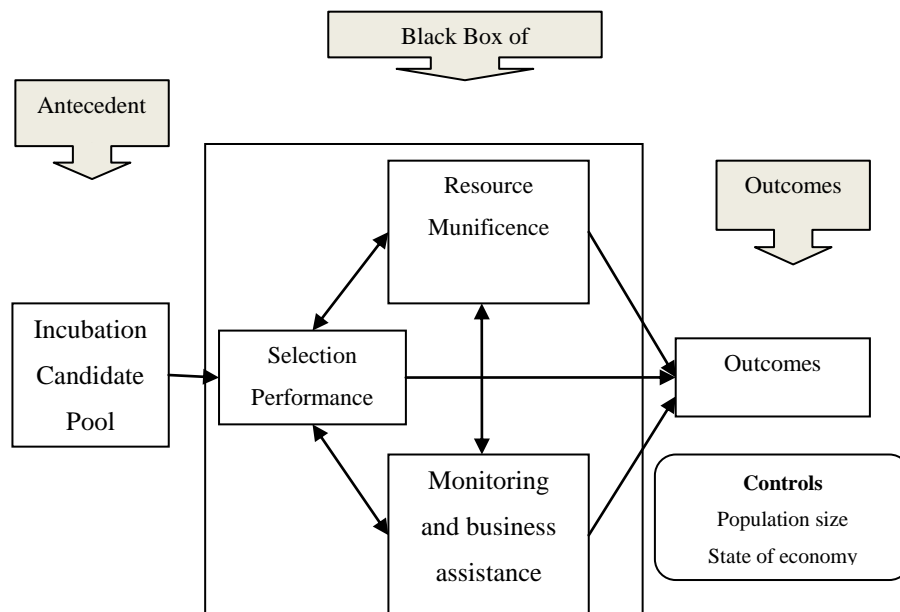 Black Box of
Antecedent
Outcomes
Resource
Munificence
Incubation
Candidate
Pool
Selection
Performance
Outcomes
Monitoring
and business
assistance
Controls
Population size
State of economy